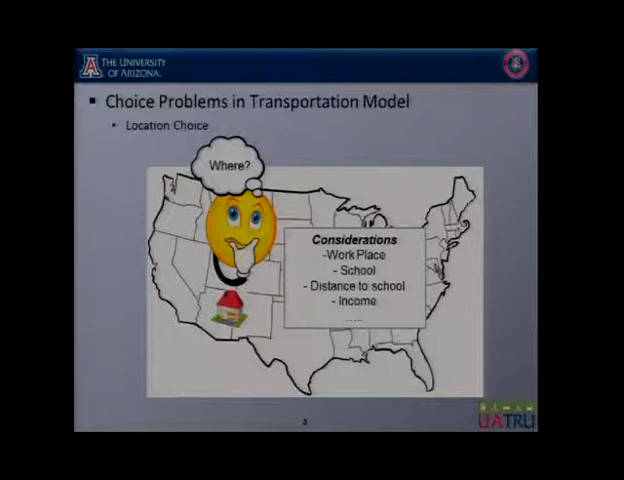 THE UNIVERSITY
OF ARIZONA.
▪ Choice Problems in Transportation Model
• Location Choice
Where?
Considerations
-Work Place
- School
- Distance to school
- Income
.....
3
UATRU